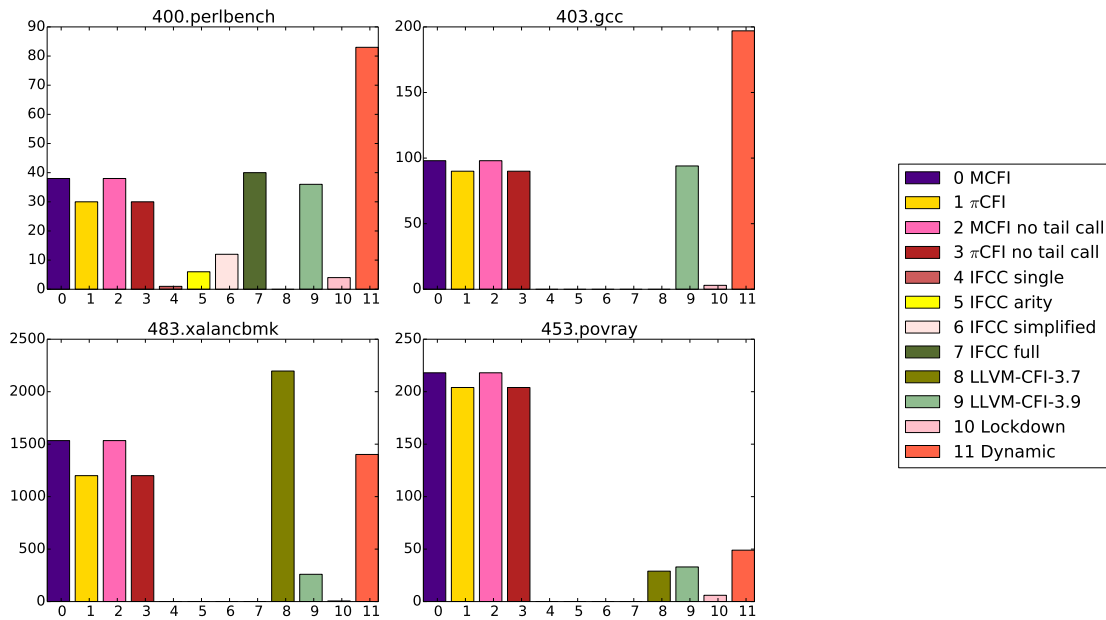 400.perlbench
90
80
70
60
50
40
30
20
10
0
0 1 2 3 4 5 6 7 8 9 10 11
403.gcc
200
150
100
50
0
0 1 2 3 4 5 6 7 8 9 10 11
483.xalancbmk
2500
2000
1500
1000
500
0
0 1 2 3 4 5 6 7 8 9 10 11
453.povray
250
200
150
100
50
0
0 1 2 3 4 5 6 7 8 9 10 11
0 MCFI
1 πCFI
2 MCFI no tail call
3 πCFI no tail call
4 IFCC single
5 IFCC arity
6 IFCC simplified
7 IFCC full
8 LLVM-CFI-3.7
9 LLVM-CFI-3.9
10 Lockdown
11 Dynamic